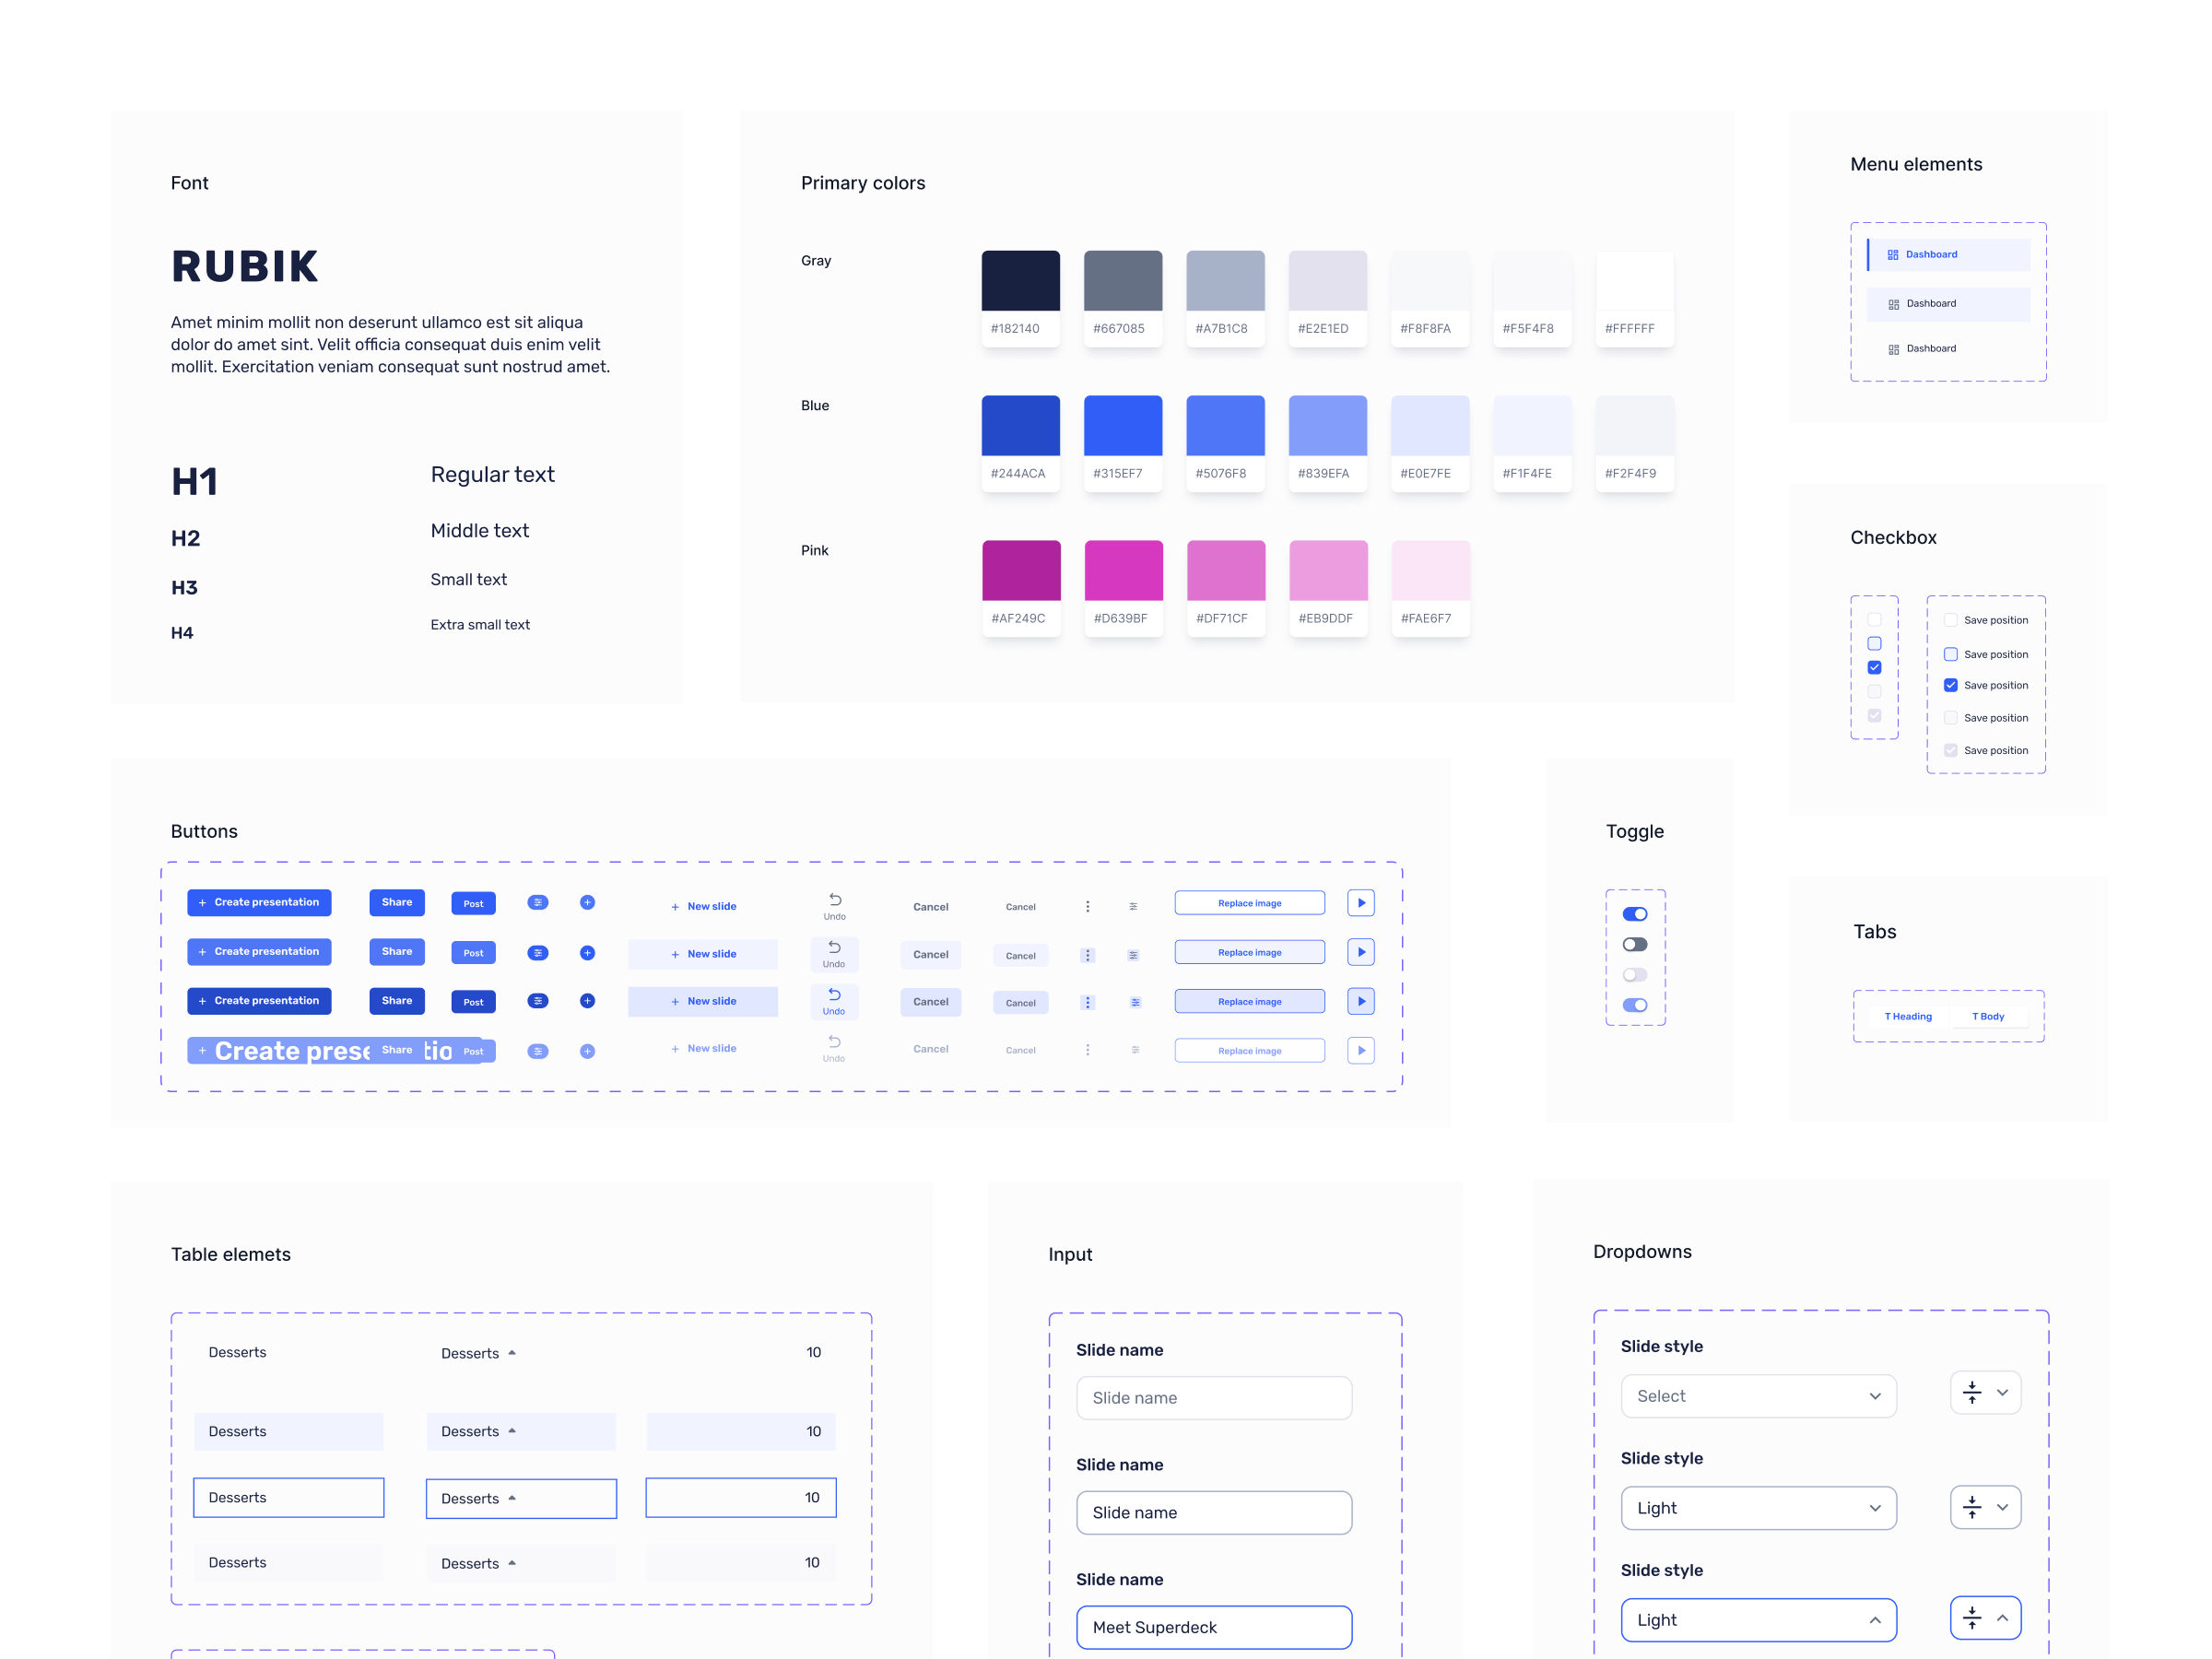 Font
RUBIK
Amet minim mollit non deserunt ullamco est sit aliqua
dolor do amet sint. Velit officia consequat duis enim velit
mollit. Exercitation veniam consequat sunt nostrud amet.
H1
Regular text
H2
Middle text
H3
Small text
H4
Extra small text
Primary colors
Gray
#182140
#667085
#A7B1C8
#E2E1ED
#F8F8FA
#F5F4F8
#FFFFFF
Blue
#244ACA
#315EF7
#5076F8
#839EFA
#E0E7FE
#F1F4FE
#F2F4F9
Pink
#AF249C
#D639BF
#DF71CF
#EB9DDF
#FAE6F7
Menu elements
Dashboard
Dashboard
Dashboard
Checkbox
Save position
Save position
Save position
Save position
Save position
Buttons
+ Create presentation
Share
Post
+ New slide
Undo
Cancel
Cancel
Replace image
+ Create presentation
Share
Post
+ New slide
Undo
Cancel
Cancel
Replace image
+ Create presentation
Share
Post
+ New slide
Undo
Cancel
Cancel
Replace image
+ Create prese
Share
tio
Post
+ New slide
Undo
Cancel
Cancel
Replace image
Toggle
Tabs
T Heading
T Body
Table elemets
Desserts
Desserts
10
Desserts
Desserts
10
Desserts
Desserts
10
Desserts
Desserts
10
Input
Slide name
Slide name
Slide name
Slide name
Slide name
Meet Superdeck
Dropdowns
Slide style
Select
Slide style
Light
Slide style
Light